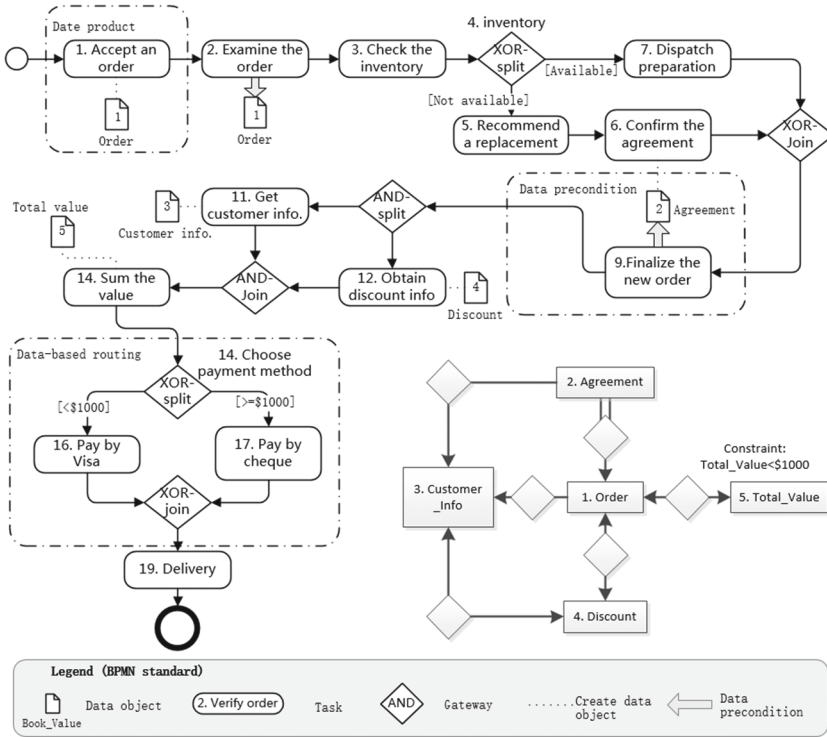 Date product
1. Accept an
order
1
Order
2. Examine the
order
1
Order
3. Check the
inventory
4. inventory
XOR-
split
[Available]
[Not available]
7. Dispatch
preparation
5. Recommend
a replacement
6. Confirm the
agreement
XOR-
Join
Data precondition
2
Agreement
9.Finalize the
new order
AND-
split
11. Get
customer info.
3
Customer info.
Total value
5
12. Obtain
discount info
4
Discount
AND-
Join
14. Sum the
value
Data-based routing
14. Choose
payment method
XOR-
split
[<$1000]
[>=$1000]
16. Pay by
Visa
17. Pay by
cheque
XOR-
join
19. Delivery
2. Agreement
Constraint:
Total_Value<$1000
3. Customer
_Info
1. Order
5. Total_Value
4. Discount
Legend (BPMN standard)
Book_Value
Data object
2. Verify order
Task
AND
Gateway
Create data
object
Data
precondition